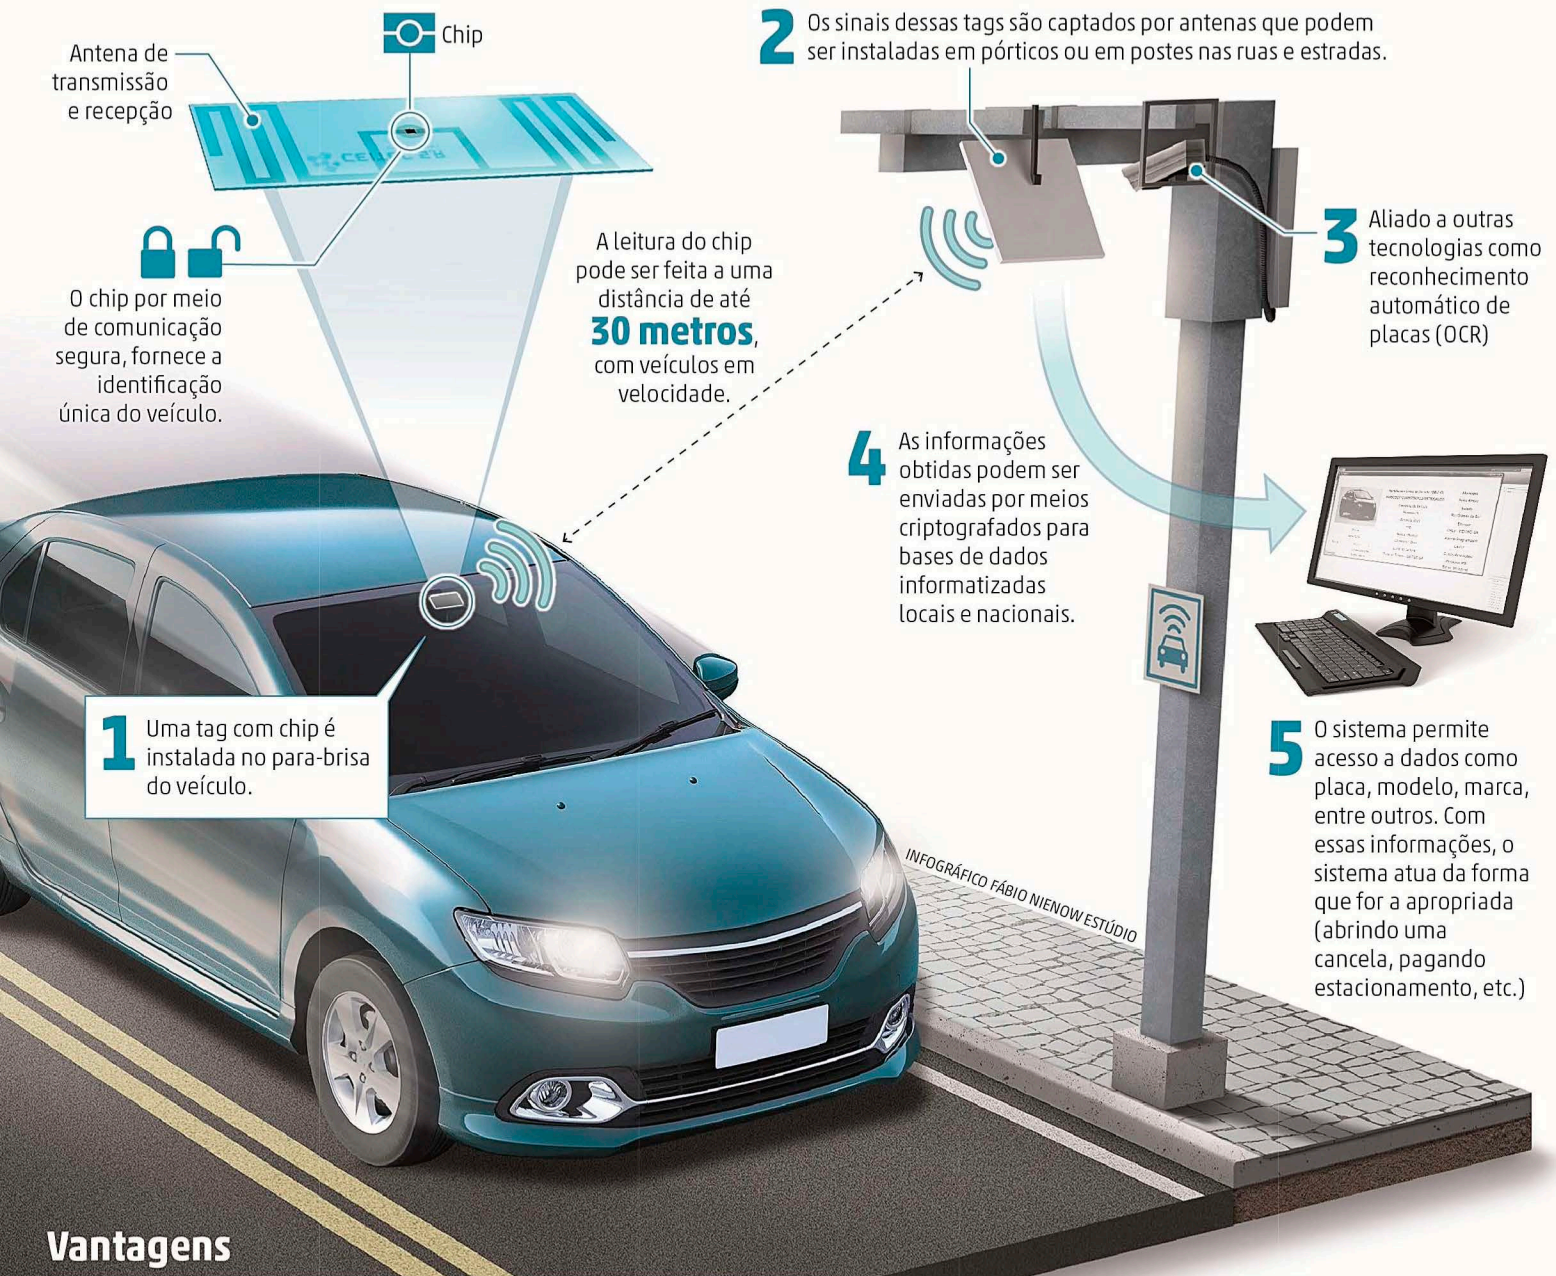 Antena de
transmissão
e recepção
Chip
O chip por meio
de comunicação
segura, fornece a
identificação
única do veículo.
A leitura do chip
pode ser feita a uma
distância de até
30 metros,
com veículos em
velocidade.
1
Uma tag com chip é
instalada no para-brisa
do veículo.
2
Os sinais dessas tags são captados por antenas que podem
ser instaladas em pórticos ou em postes nas ruas e estradas.
3
Aliado a outras
tecnologias como
reconhecimento
automático de
placas (OCR)
4
As informações
obtidas podem ser
enviadas por meios
criptografados para
bases de dados
informatizadas
locais e nacionais.
5
O sistema permite
acesso a dados como
placa, modelo, marca,
entre outros. Com
essas informações, o
sistema atua da forma
que for a apropriada
(abrindo uma
cancela, pagando
estacionamento, etc.)
INFOGRÁFICO FÁBIO NIENOW ESTÚDIO
Vantagens